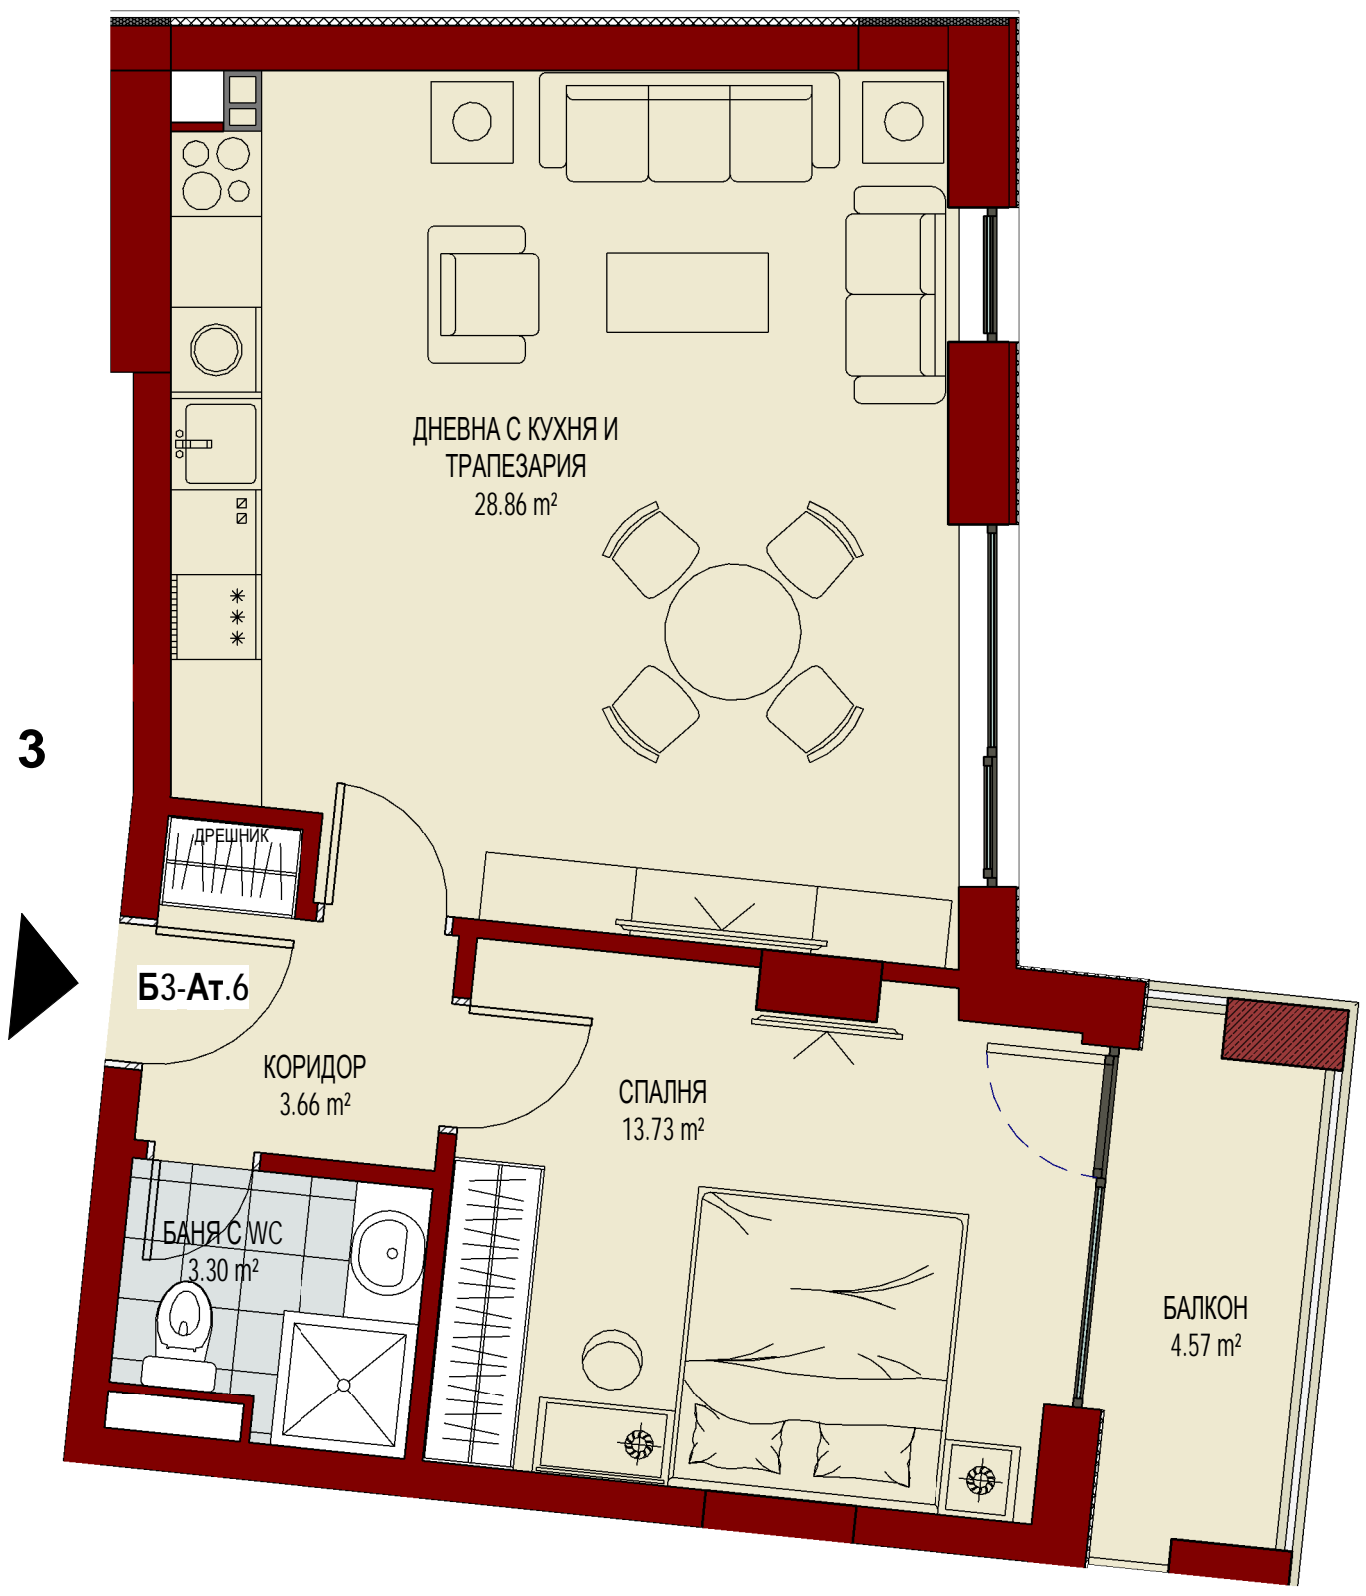 ДНЕВНА С КУХНЯ И
ТРАПЕЗАРИЯ
28.86 m²
3
ДРЕШНИК
Б3-Ат.6
КОРИДОР
3.66 m²
СПАЛНЯ
13.73 m²
БАНЯ С WC
3.30 m²
БАЛКОН
4.57 m²